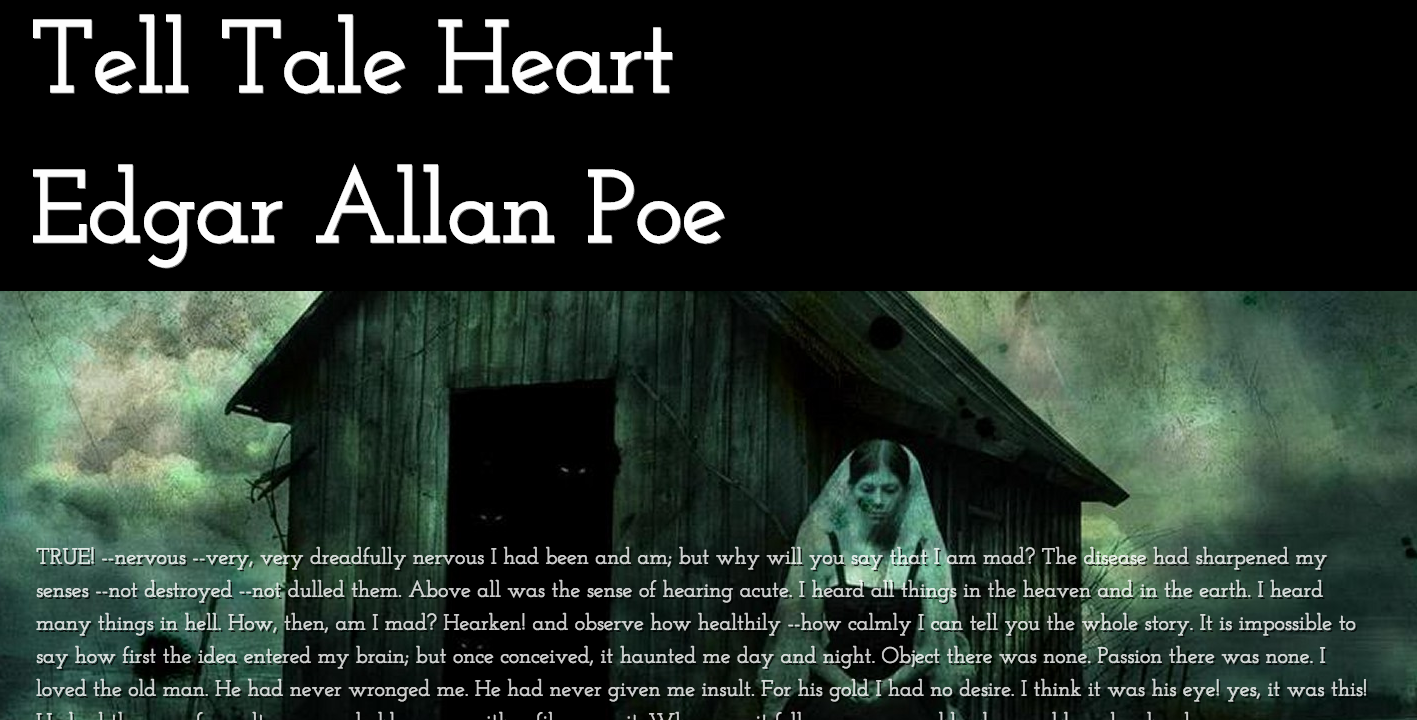 Tell Tale Heart
Edgar Allan Poe
TRUE! --nervous --very, very dreadfully nervous I had been and am; but why will you say that I am mad? The disease had sharpened my
senses --not destroyed --not dulled them. Above all was the sense of hearing acute. I heard all things in the heaven and in the earth. I heard
many things in hell. How, then, am I mad? Hearken! and observe how healthily --how calmly I can tell you the whole story. It is impossible to
say how first the idea entered my brain; but once conceived, it haunted me day and night. Object there was none. Passion there was none. I
loved the old man. He had never wronged me. He had never given me insult. For his gold I had no desire. I think it was his eye! yes, it was this!